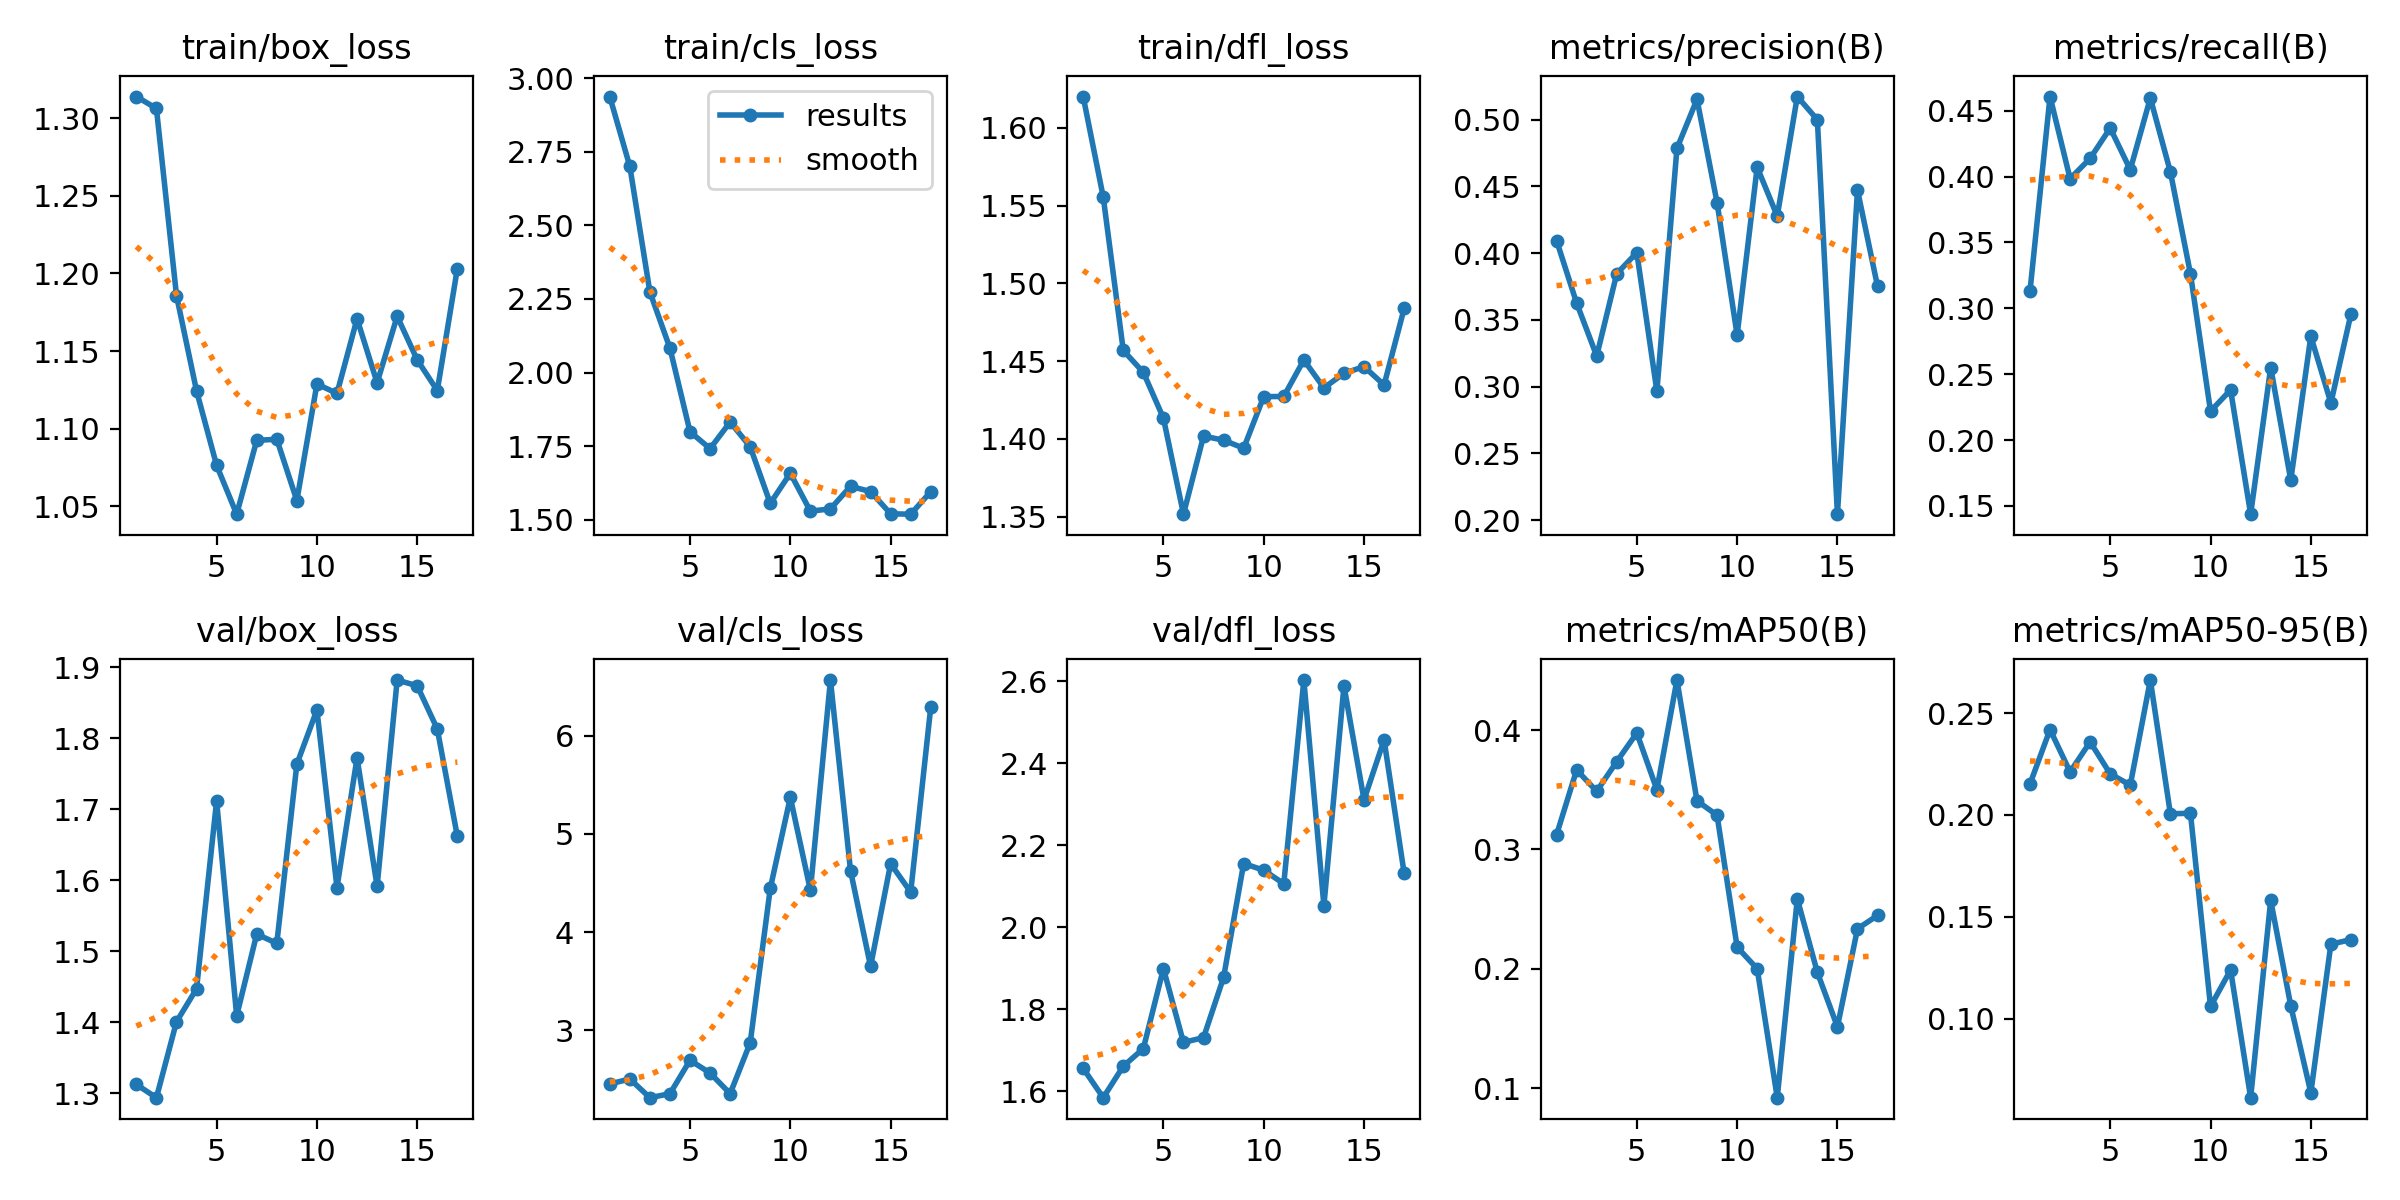 train/box_loss
1.30
1.25
1.20
1.15
1.10
1.05
5 10 15
train/cls_loss
results
smooth
3.00
2.75
2.50
2.25
2.00
1.75
1.50
5 10 15
train/dfl_loss
1.60
1.55
1.50
1.45
1.40
1.35
5 10 15
metrics/precision(B)
0.50
0.45
0.40
0.35
0.30
0.25
0.20
5 10 15
metrics/recall(B)
0.45
0.40
0.35
0.30
0.25
0.20
0.15
5 10 15
val/box_loss
1.9
1.8
1.7
1.6
1.5
1.4
1.3
5 10 15
val/cls_loss
6
5
4
3
5 10 15
val/dfl_loss
2.6
2.4
2.2
2.0
1.8
1.6
5 10 15
metrics/mAP50(B)
0.4
0.3
0.2
0.1
5 10 15
metrics/mAP50-95(B)
0.25
0.20
0.15
0.10
5 10 15